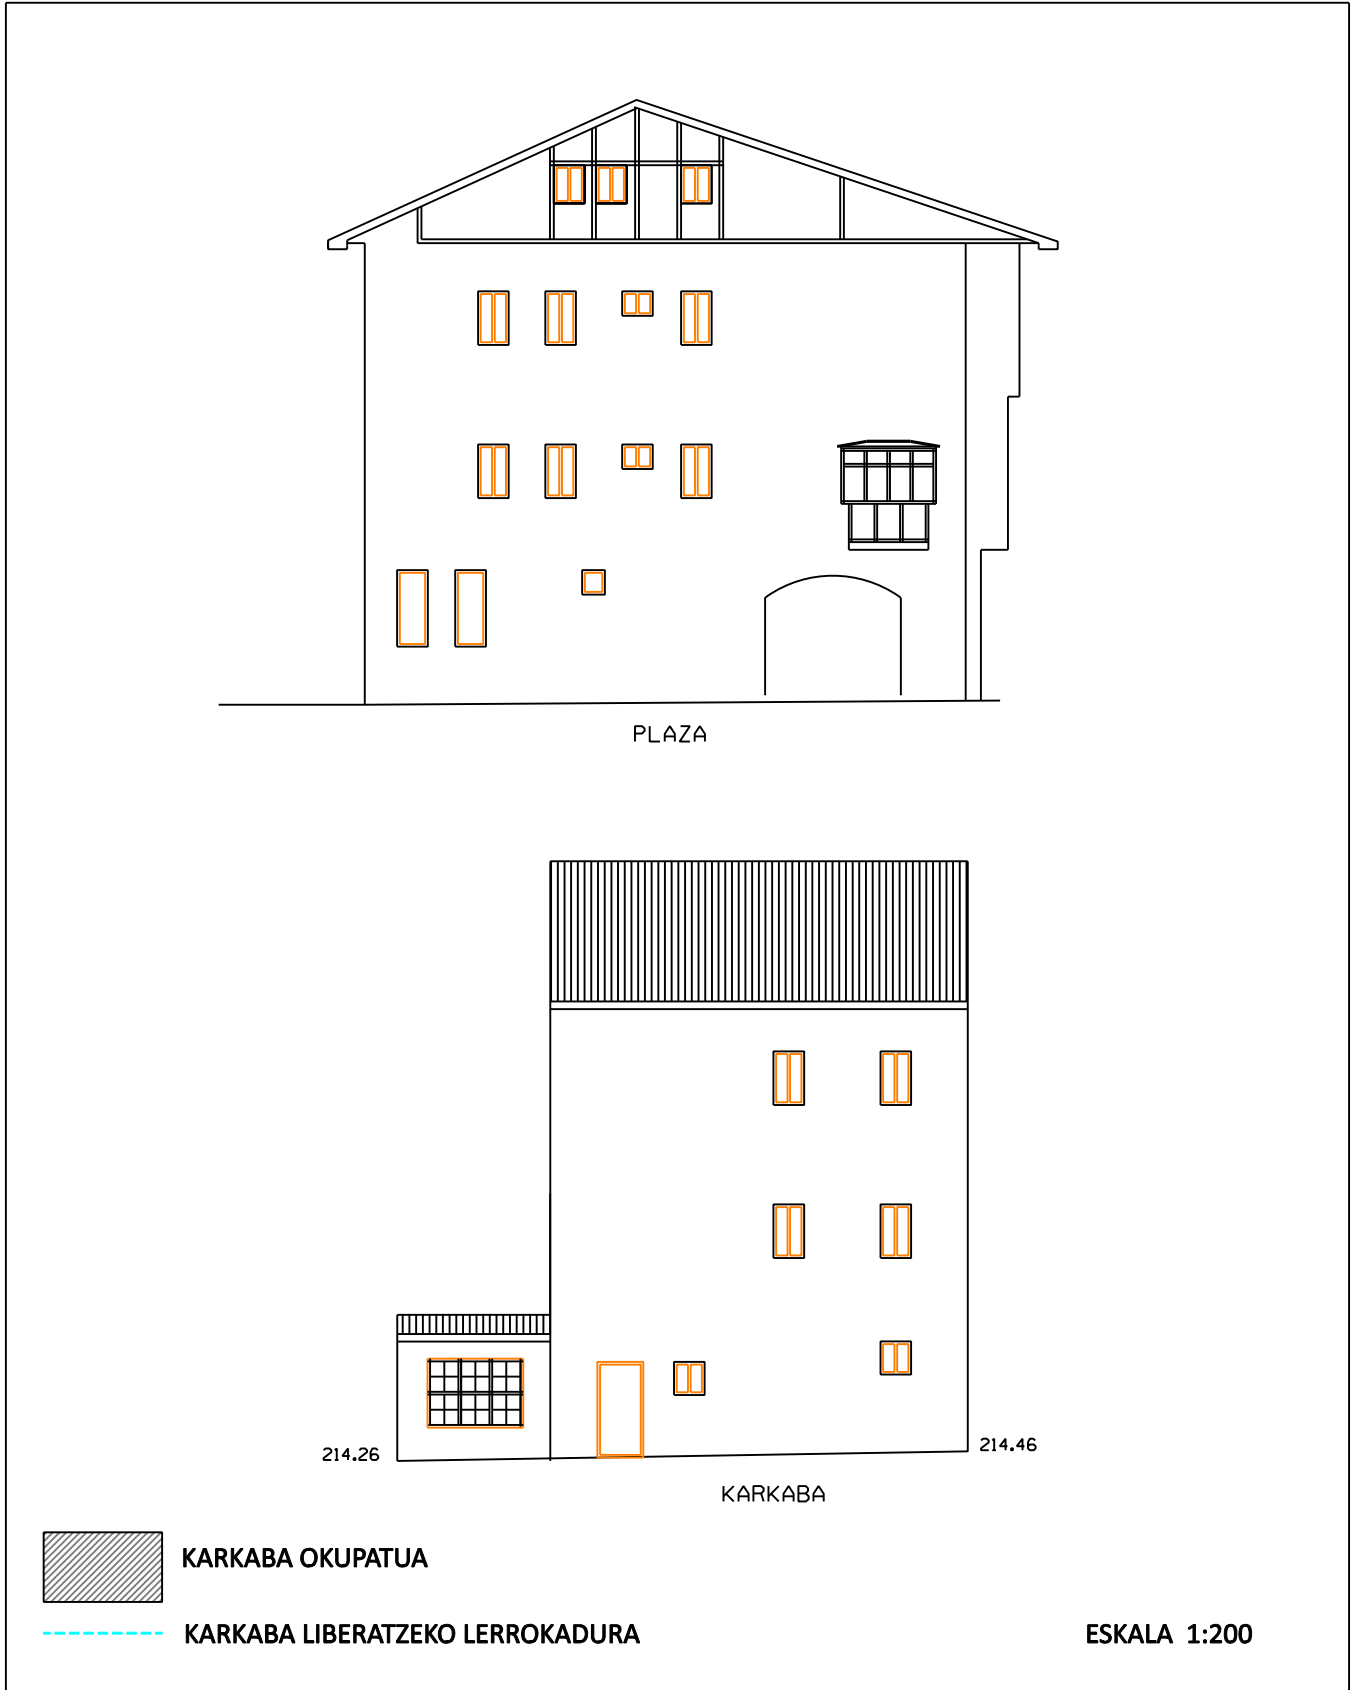 PLAZA
214.26
214.46
KARKABA
KARKABA OKUPATUA
KARKABA LIBERATZEKO LERROKADURA
ESKALA 1:200